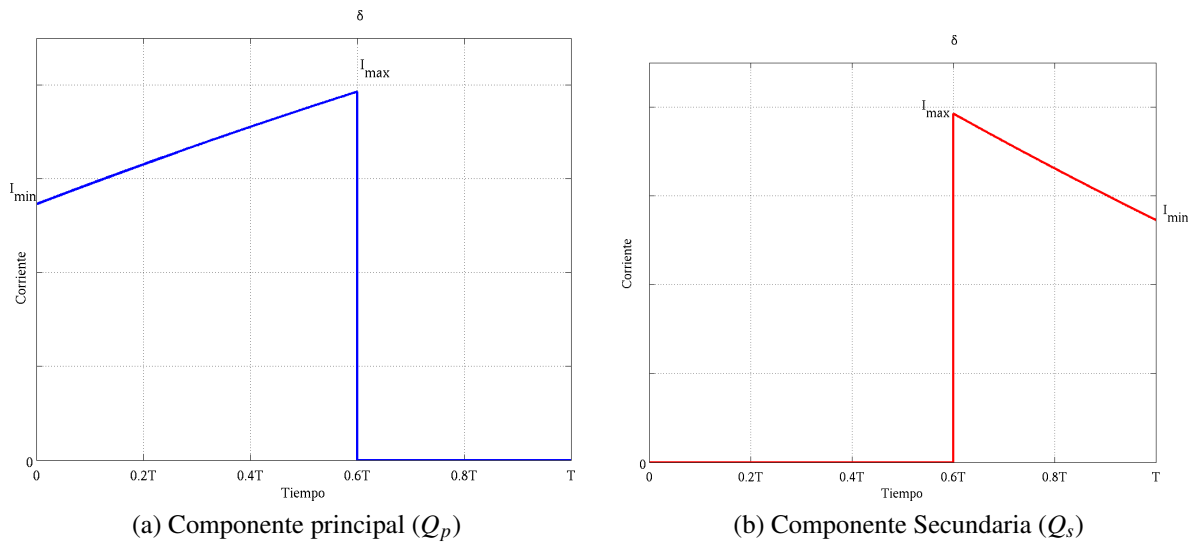 δ
I_max
I_min
Corriente
0
0 0.2T 0.4T 0.6T 0.8T T
Tiempo
(a) Componente principal (Q_p)
δ
I_max
I_min
Corriente
0
0 0.2T 0.4T 0.6T 0.8T T
Tiempo
(b) Componente Secundaria (Q_s)